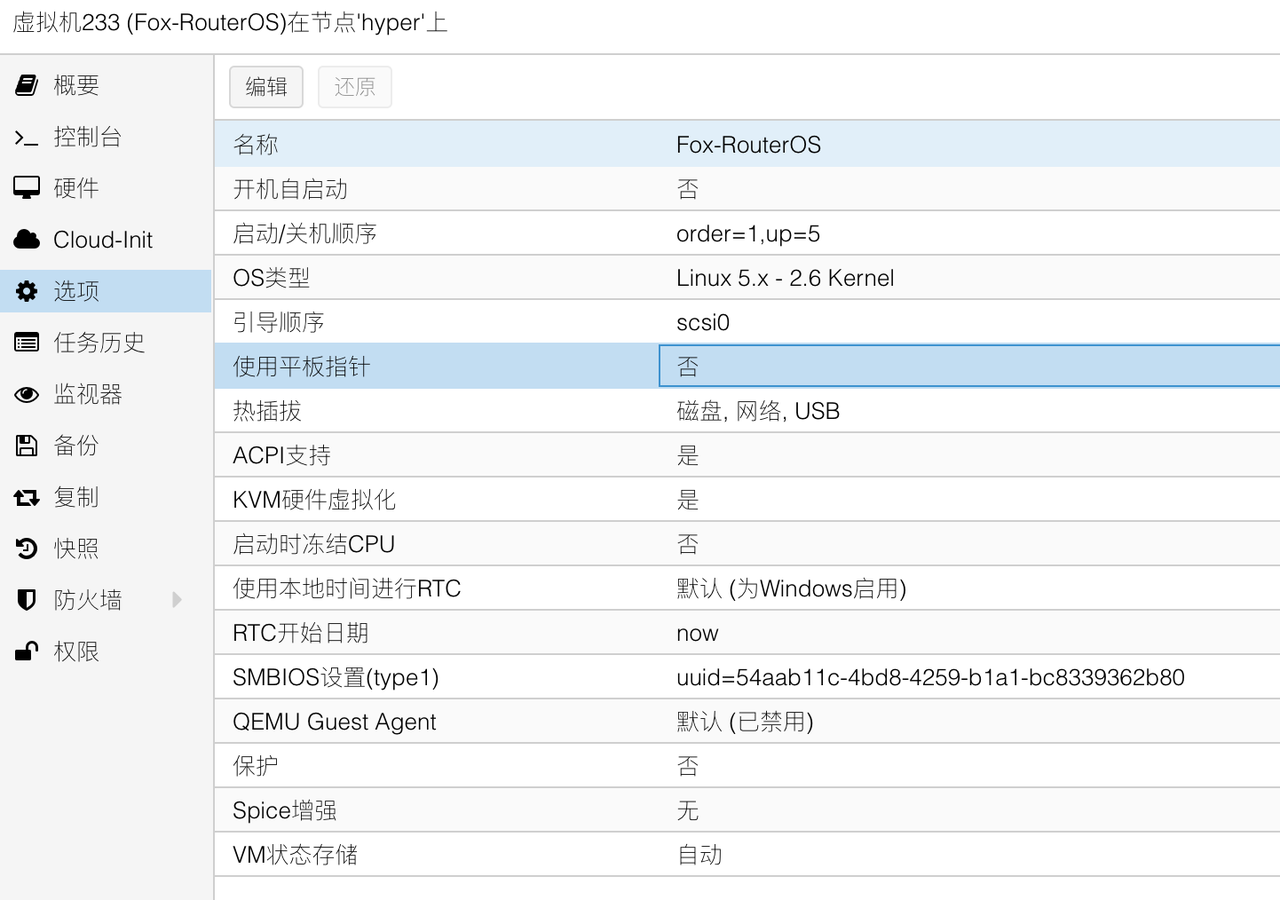 虚拟机233 (Fox-RouterOS)在节点'hyper'上
概要
控制台
硬件
Cloud-Init
选项
任务历史
监视器
备份
复制
快照
防火墙
权限
编辑 还原
名称 Fox-RouterOS
开机自启动 否
启动/关机顺序 order=1,up=5
OS类型 Linux 5.x - 2.6 Kernel
引导顺序 scsi0
使用平板指针 否
热插拔 磁盘, 网络, USB
ACPI支持 是
KVM硬件虚拟化 是
启动时冻结CPU 否
使用本地时间进行RTC 默认 (为Windows启用)
RTC开始日期 now
SMBIOS设置(type1) uuid=54aab11c-4bd8-4259-b1a1-bc8339362b80
QEMU Guest Agent 默认 (已禁用)
保护 否
Spice增强 无
VM状态存储 自动